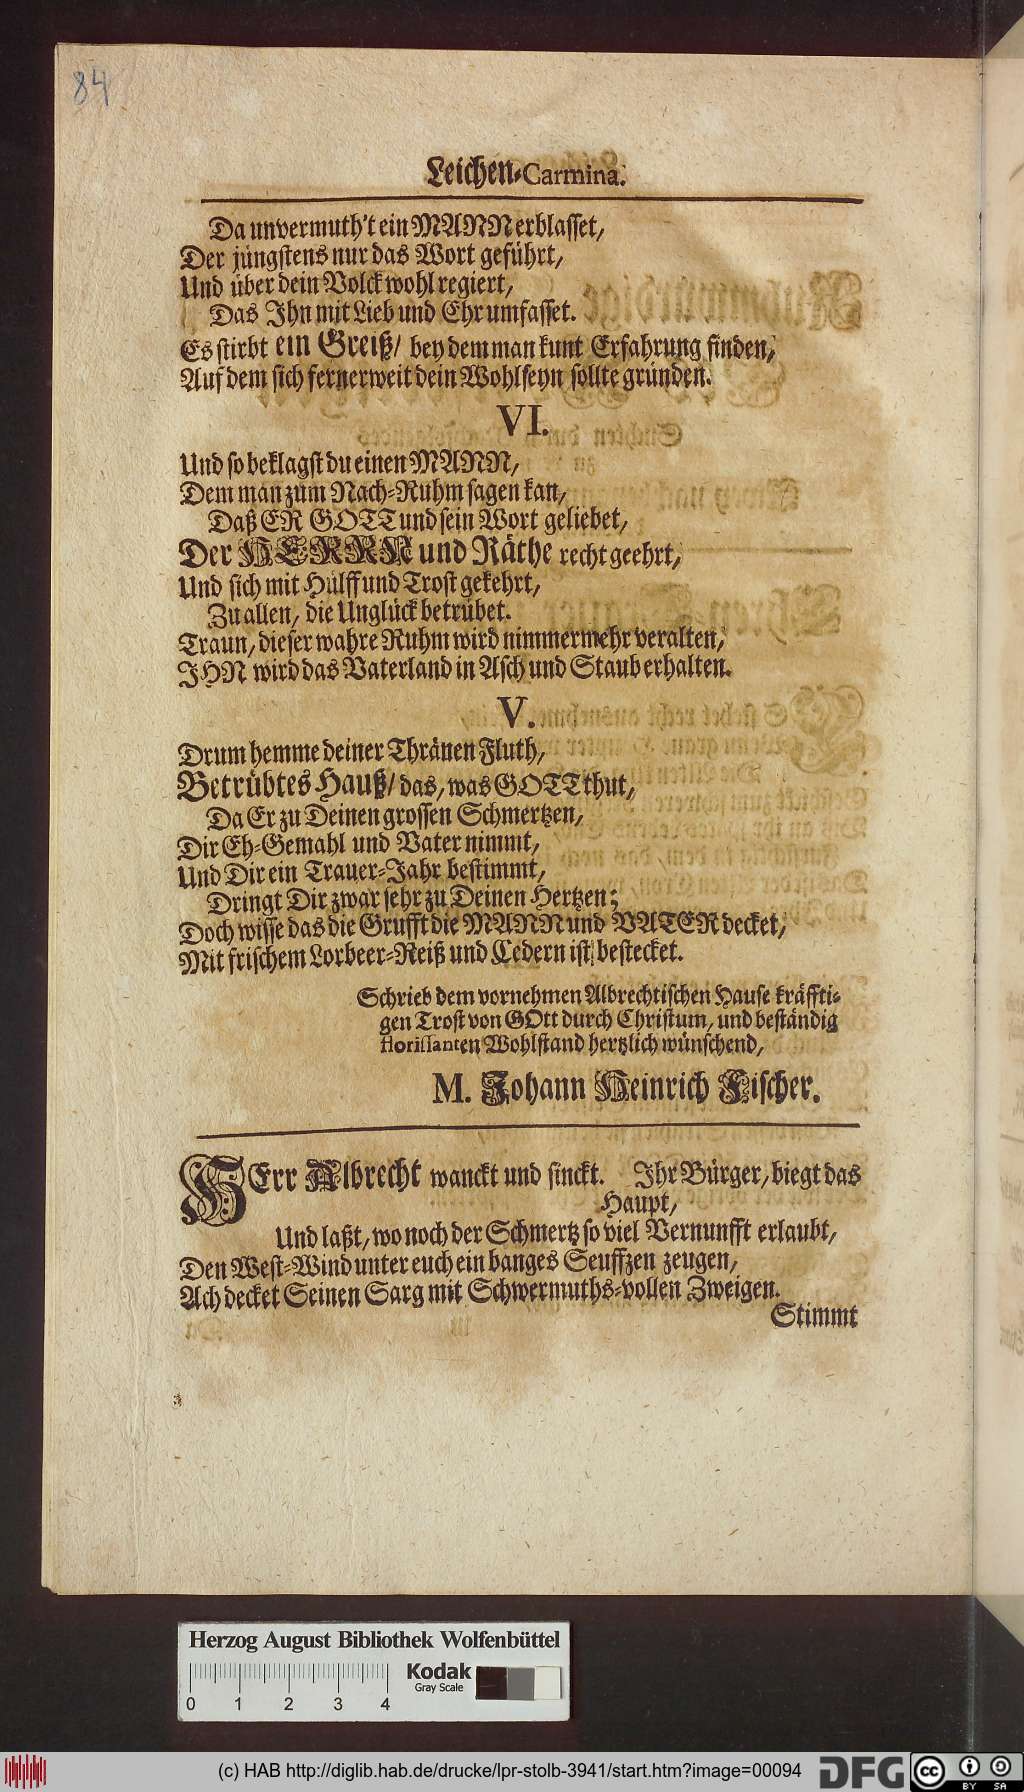 84
Leichen-Carmina.
Da unvermuth't ein MANN erblasset,
Der jüngstens nur das Wort geführt,
Und über dein Volck wohl regiert,
Das Ihn mit Lieb und Ehr umfasset.
Es stirbt ein Greiß/ bey dem man kunt Erfahrung finden,
Auf dem sich fernerweit dein Wohlseyn sollte gründen.
VI.
Und so beklagst du einen MANN,
Dem man zum Nach-Ruhm sagen kan,
Daß ER GOTT und sein Wort geliebet,
Der HERRN und Räthe recht geehrt,
Und sich mit Hülff und Trost gekehrt,
Zu allen, die Unglück betrübet.
Traun, dieser wahre Ruhm wird nimmermehr veralten,
IHN wird das Vaterland in Asch und Staub erhalten.
V.
Drum hemme deiner Thränen Fluth,
Betrübtes Hauß/ das, was GOTT thut,
Da Er zu Deinen grossen Schmertzen,
Dir Eh-Gemahl und Vater nimmt,
Und Dir ein Trauer-Jahr bestimmt,
Dringt Dir zwar sehr zu Deinen Hertzen;
Doch wisse das die Grufft die MANN und VATER decket,
Mit frischem Lorbeer-Reiß und Cedern ist bestecket.
Schrieb dem vornehmen Albrechtischen Hause kräffti-
gen Trost von GOtt durch Christum, und beständig
florissanten Wohlstand hertzlich wünschend,
M. Johann Heinrich Fischer.
HErr Albrecht wanckt und sinckt. Ihr Bürger, biegt das
Haupt,
Und laßt, wo noch der Schmertz so viel Vernunfft erlaubt,
Den West-Wind unter euch ein banges Seuffzen zeugen,
Ach decket Seinen Sarg mit Schwermuths-vollen Zweigen.
Stimmt
Herzog August Bibliothek Wolfenbüttel
Kodak
Gray Scale
0 1 2 3 4
(c) HAB http://diglib.hab.de/drucke/lpr-stolb-3941/start.htm?image=00094
DFG cc BY SA